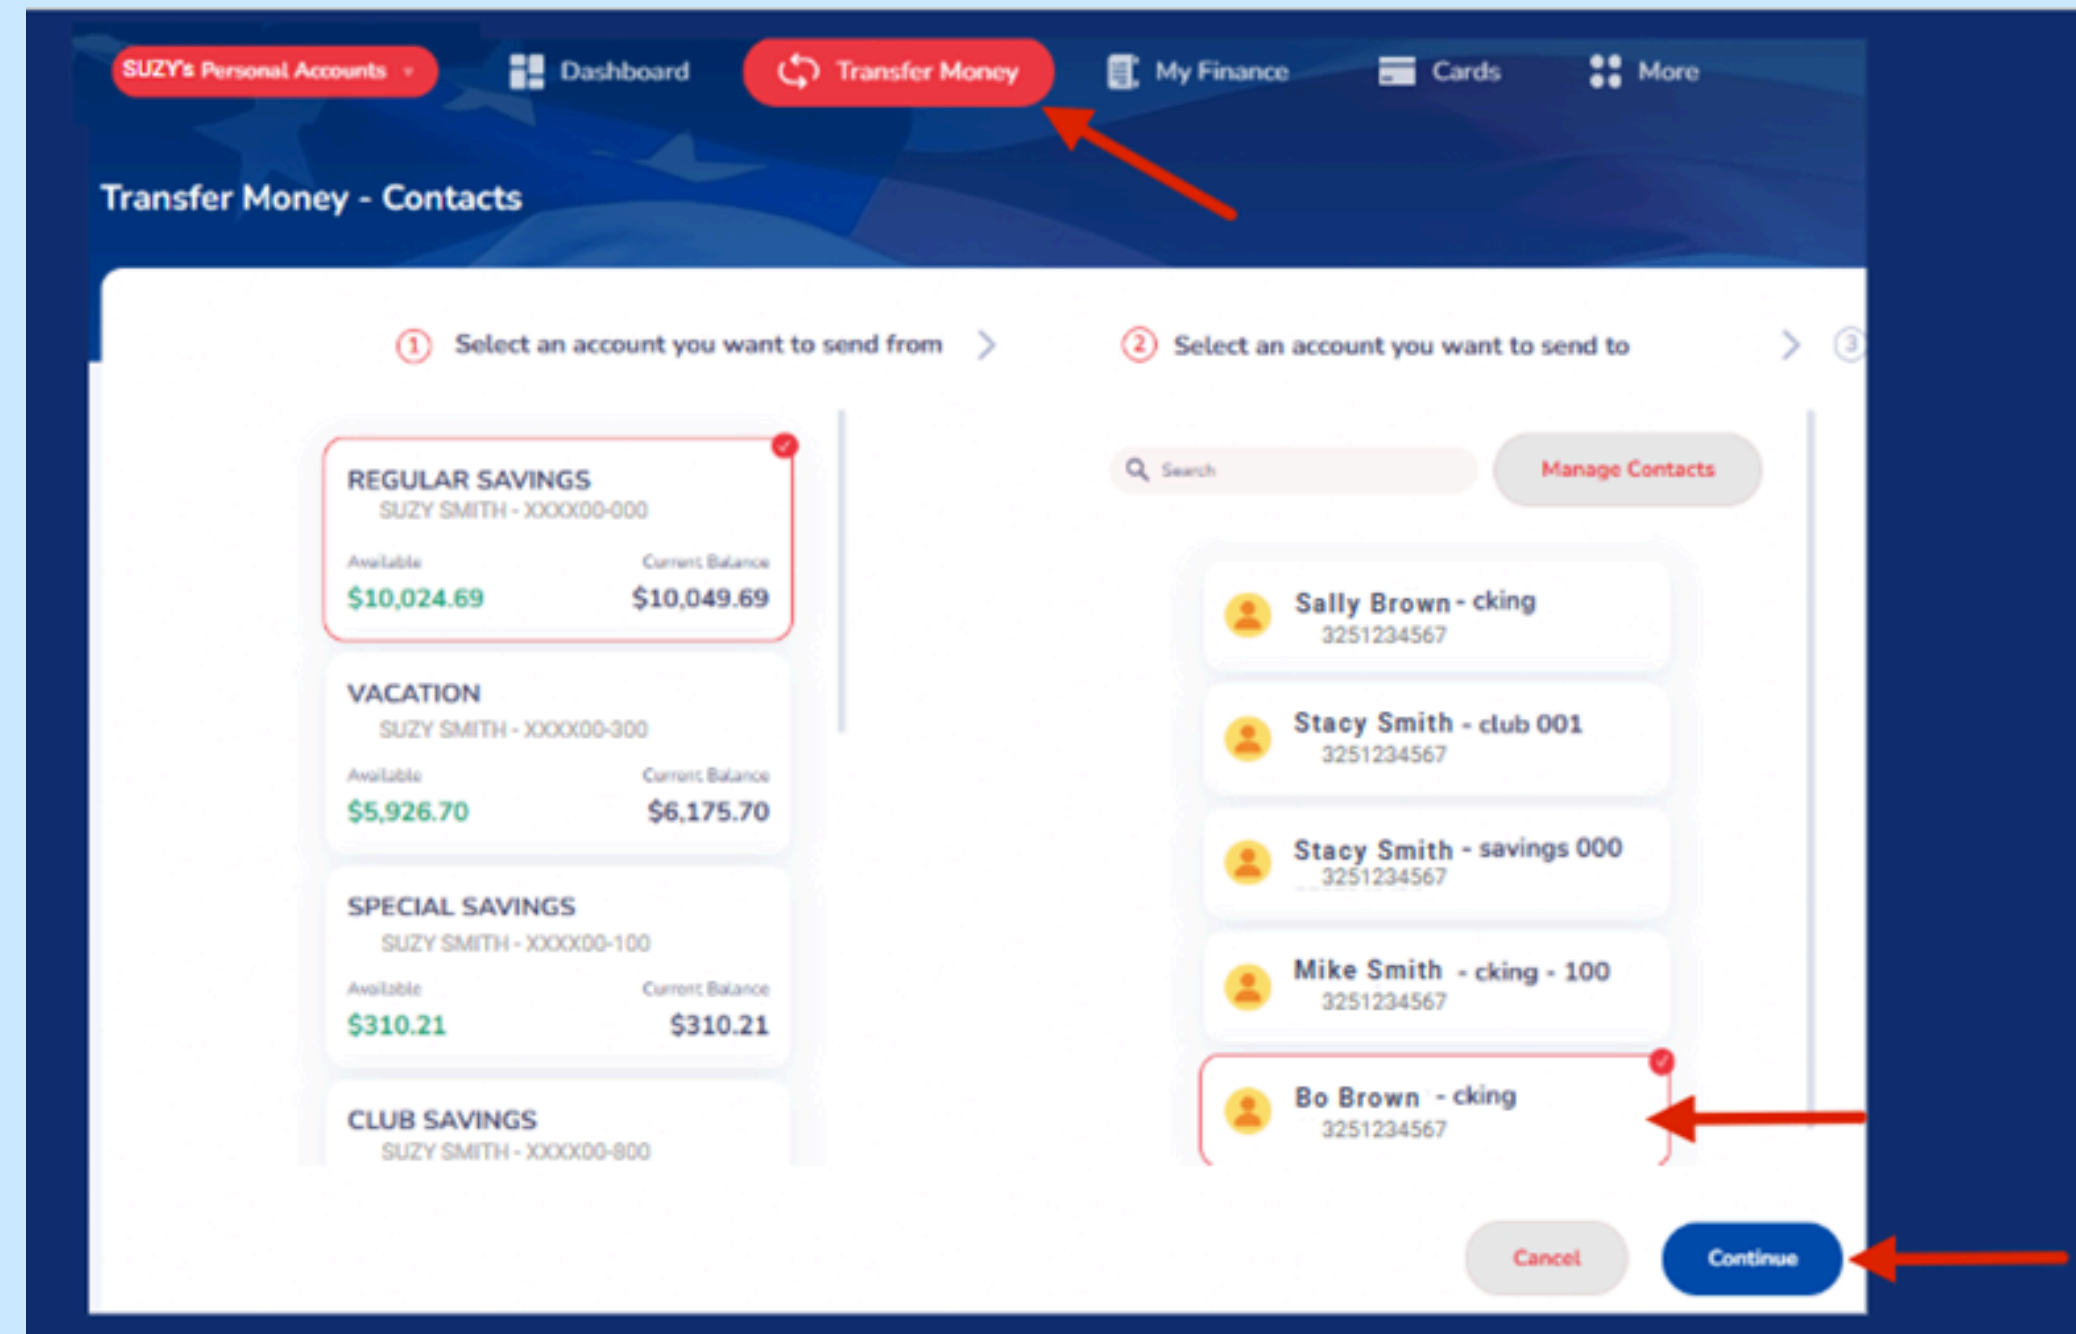 SUZY's Personal Accounts
Dashboard
Transfer Money
My Finance
Cards
More
Transfer Money - Contacts
1 Select an account you want to send from
2 Select an account you want to send to
3
REGULAR SAVINGS
SUZY SMITH - XXXX00-000
Available Current Balance
$10,024.69 $10,049.69
VACATION
SUZY SMITH - XXXX00-300
Available Current Balance
$5,926.70 $6,175.70
SPECIAL SAVINGS
SUZY SMITH - XXXX00-100
Available Current Balance
$310.21 $310.21
CLUB SAVINGS
SUZY SMITH - XXXX00-800
Search
Manage Contacts
Sally Brown - cking
3251234567
Stacy Smith - club 001
3251234567
Stacy Smith - savings 000
3251234567
Mike Smith - cking - 100
3251234567
Bo Brown - cking
3251234567
Cancel
Continue